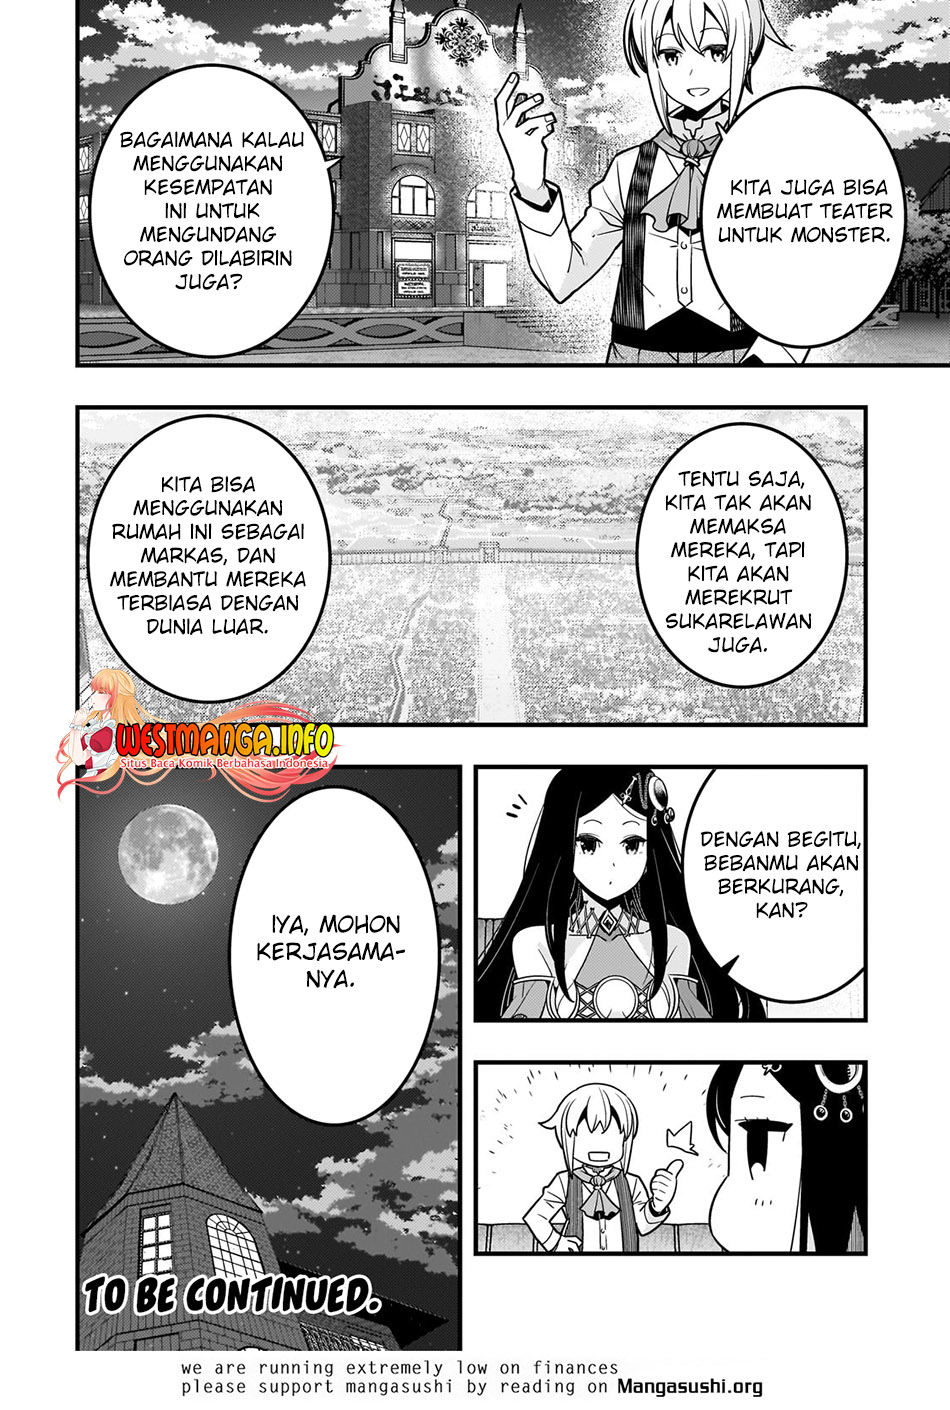 KITA JUGA BISA
MEMBUAT TEATER
UNTUK MONSTER.
BAGAIMANA KALAU
MENGGUNAKAN
KESEMPATAN
INI UNTUK
MENGUNDANG
ORANG DILABIRIN
JUGA?
TENTU SAJA,
KITA TAK AKAN
MEMAKSA
MEREKA, TAPI
KITA AKAN
MEREKRUT
SUKARELAWAN
JUGA.
KITA BISA
MENGGUNAKAN
RUMAH INI SEBAGAI
MARKAS, DAN
MEMBANTU MEREKA
TERBIASA DENGAN
DUNIA LUAR.
WESTMANGA.INFO
Situs Baca Komik Berbahasa Indonesia
DENGAN BEGITU,
BEBANMU AKAN
BERKURANG,
KAN?
IYA, MOHON
KERJASAMA-
NYA.
TO BE CONTINUED.
we are running extremely low on finances
please support mangasushi by reading on Mangasushi.org